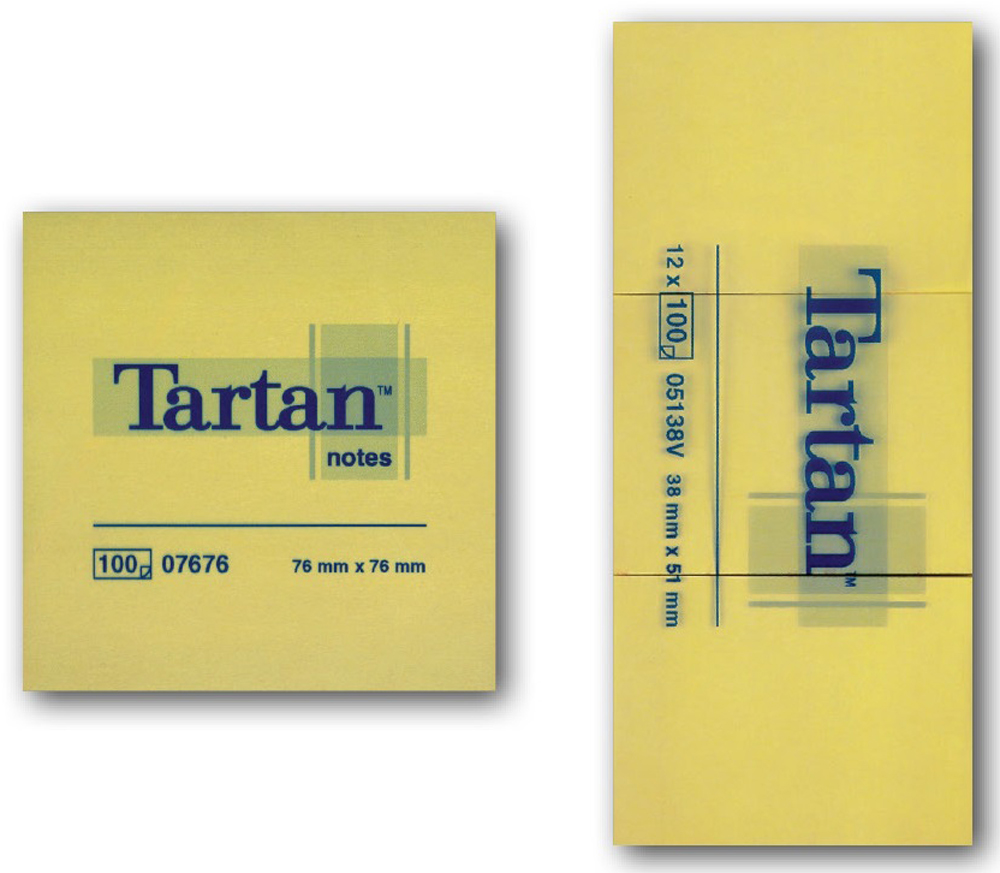 Tartan™
notes
100 07676 76 mm x 76 mm
Tartan™
12 x 100 05138V 38 mm x 51 mm